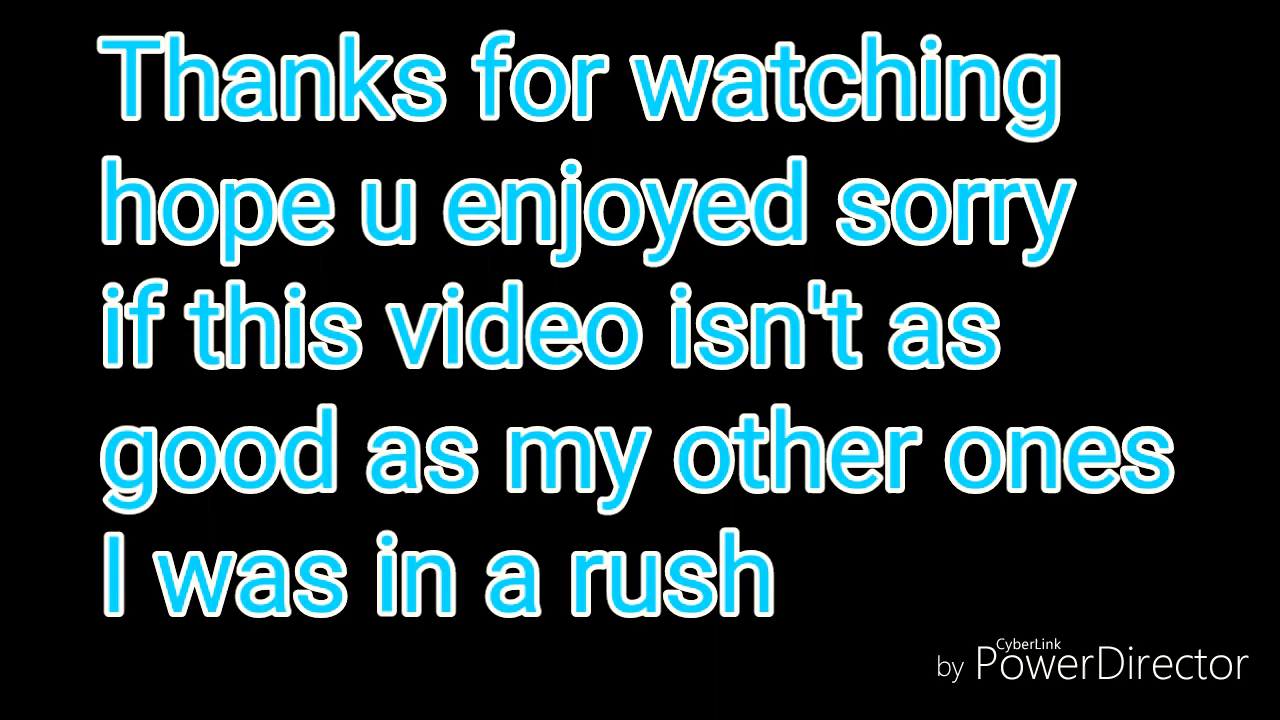 Thanks for watching
hope u enjoyed sorry
if this video isn't as
good as my other ones
I was in a rush
CyberLink
by PowerDirector